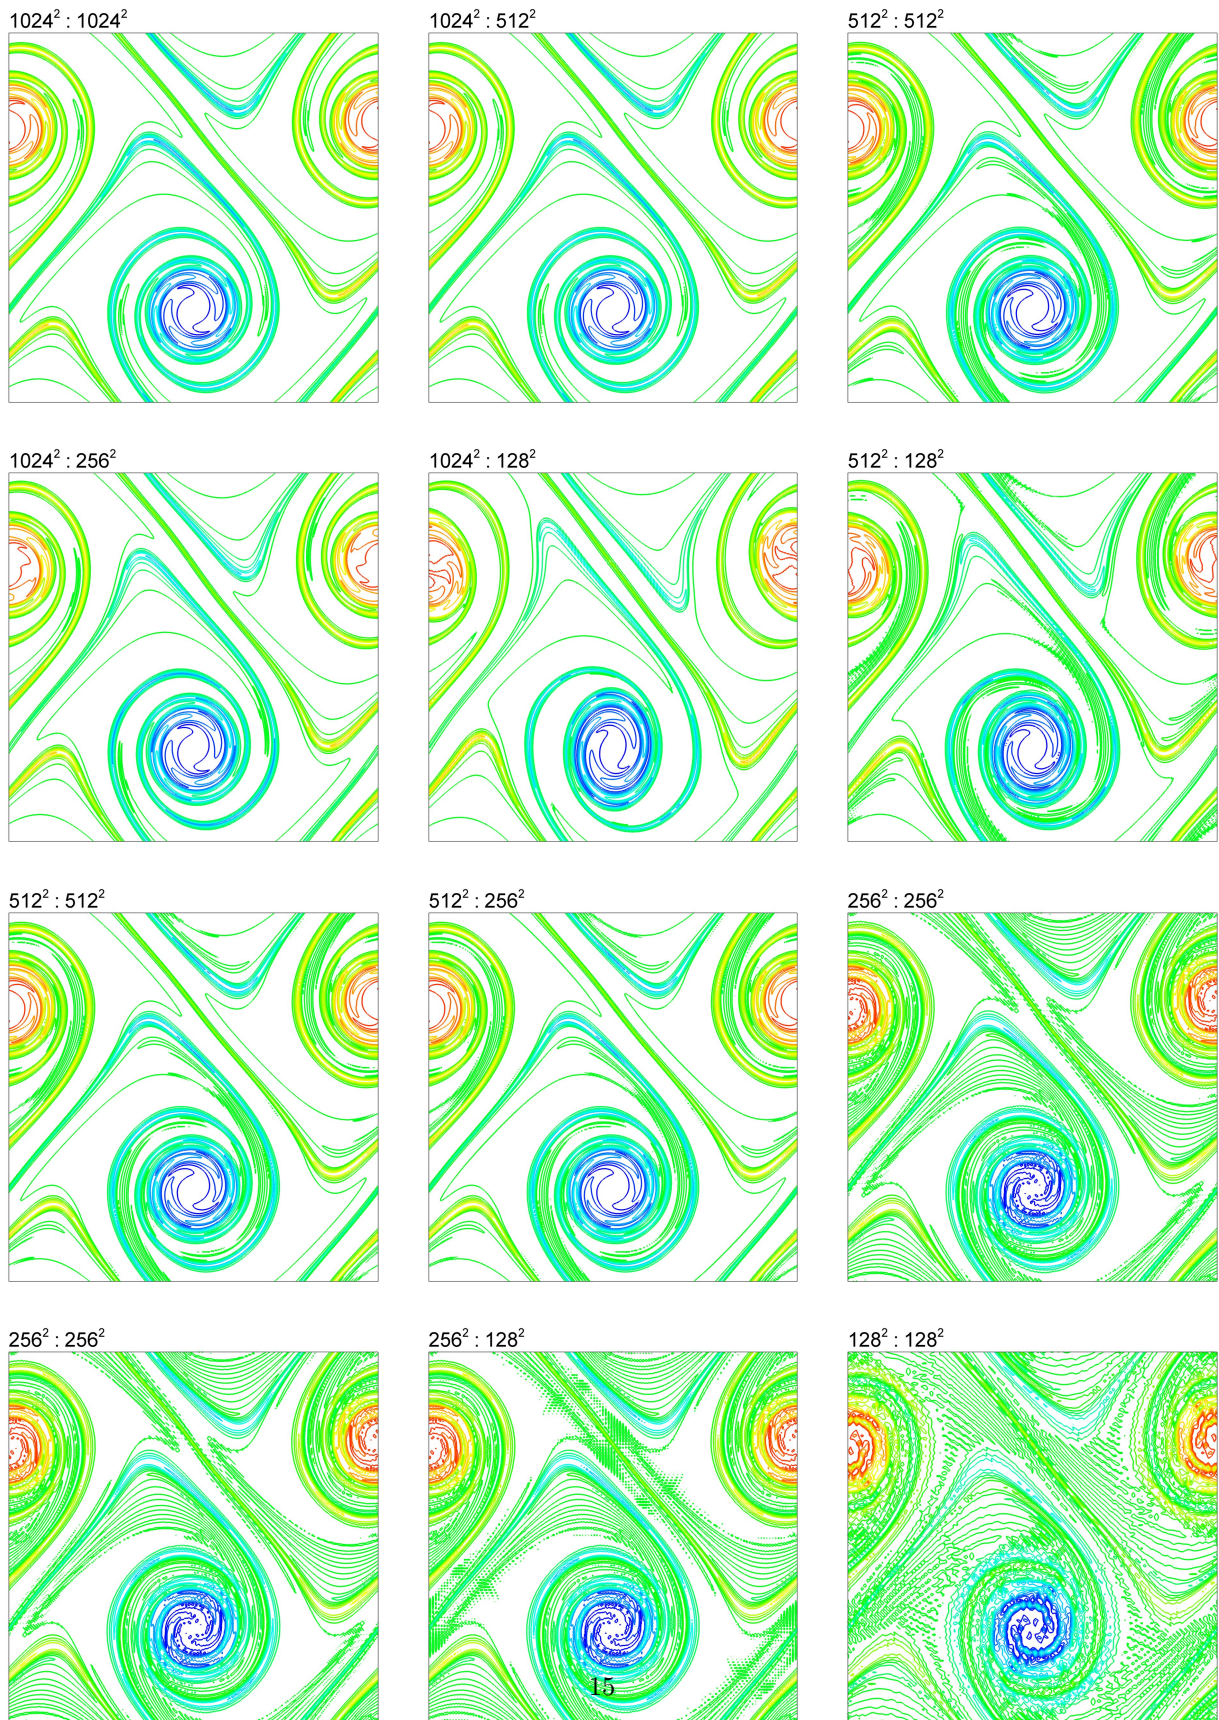 1024² : 1024²
1024² : 512²
512² : 512²
1024² : 256²
1024² : 128²
512² : 128²
512² : 512²
512² : 256²
256² : 256²
256² : 256²
256² : 128²
128² : 128²
15